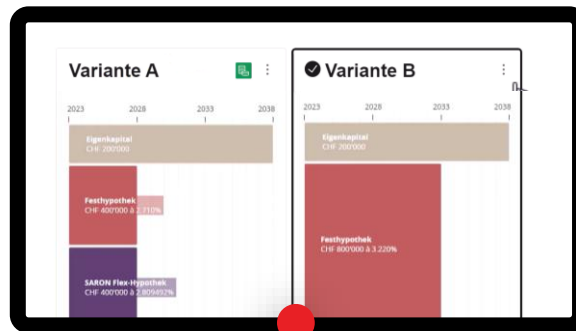 Variante A
2023 2028 2033 2038
Eigenkapital
CHF 200'000
Festhypothek
CHF 400'000 à 2.710%
SARON Flex-Hypothek
CHF 400'000 à 2.809492%
Variante B
2023 2028 2033 2038
Eigenkapital
CHF 200'000
Festhypothek
CHF 800'000 à 3.220%